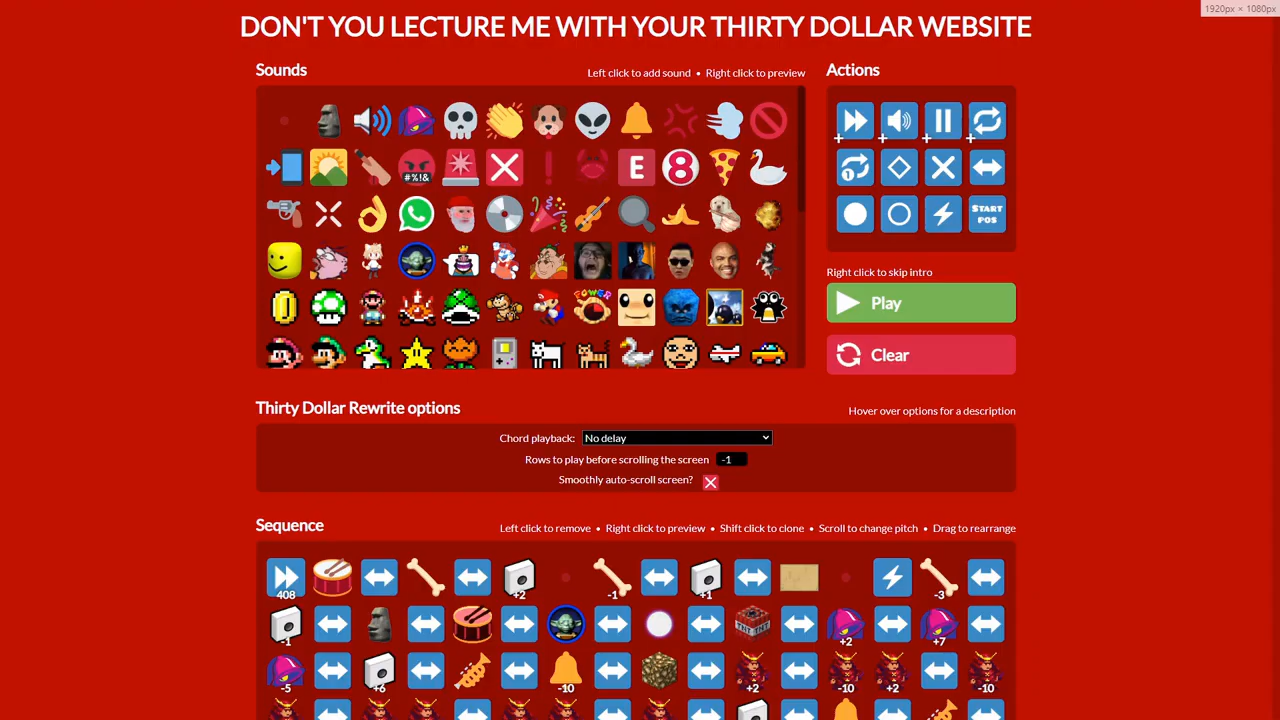 1920px × 1080px
DON'T YOU LECTURE ME WITH YOUR THIRTY DOLLAR WEBSITE
Sounds
Left click to add sound • Right click to preview
Actions
#%!&
E
8
1
START
POS
POWER
Right click to skip intro
Play
Clear
Thirty Dollar Rewrite options
Hover over options for a description
Chord playback: No delay
Rows to play before scrolling the screen -1
Smoothly auto-scroll screen?
Sequence
Left click to remove • Right click to preview • Shift click to clone • Scroll to change pitch • Drag to rearrange
408 +2 -1 +1 -3
-1 TNT +2 +7
-5 +6 -10 +2 -10 +2 -10